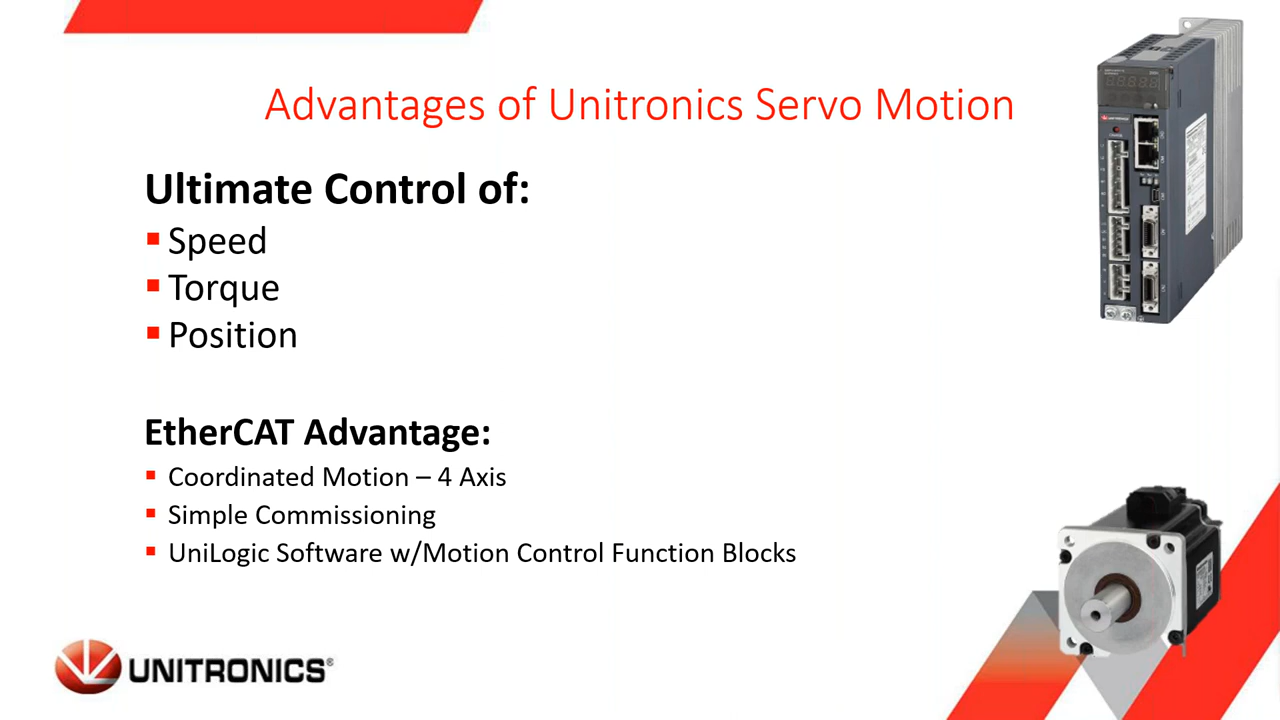 Advantages of Unitronics Servo Motion
Ultimate Control of:
▪ Speed
▪ Torque
▪ Position
EtherCAT Advantage:
▪ Coordinated Motion – 4 Axis
▪ Simple Commissioning
▪ UniLogic Software w/Motion Control Function Blocks
UNITRONICS®
UNITRONICS